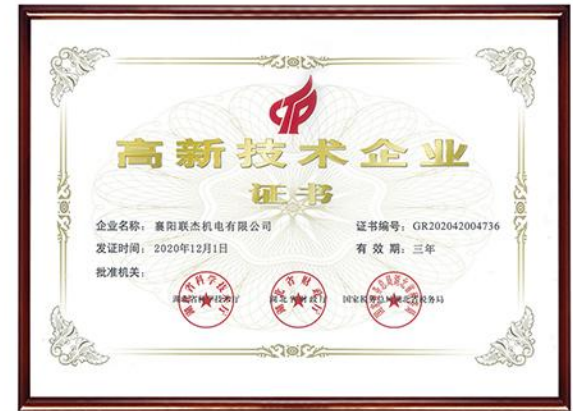 高新技术企业
证书
企业名称：襄阳联杰机电有限公司 证书编号：GR202042004736
发证时间：2020年12月1日 有 效 期：三年
批准机关：
湖北省科学技术厅 湖北省财政厅 国家税务总局湖北省税务局